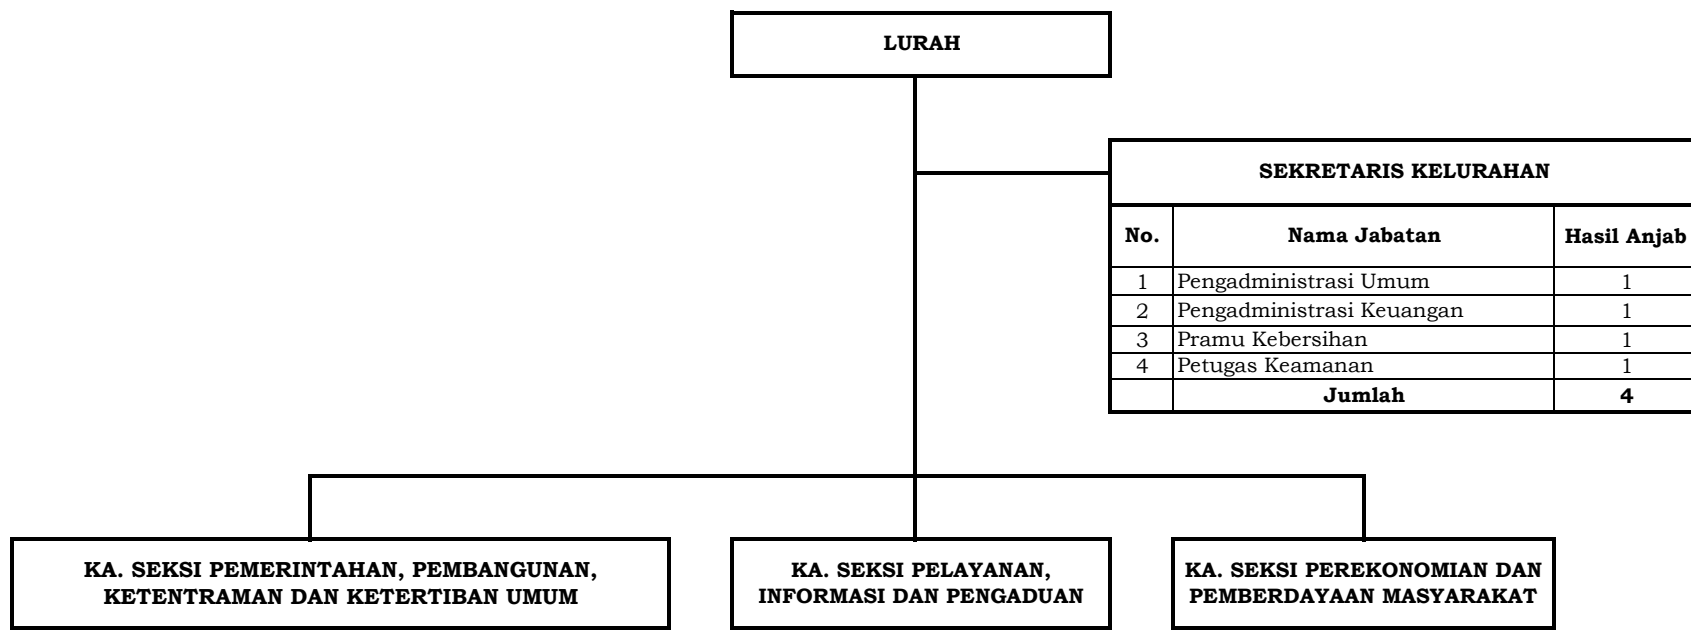 LURAH
SEKRETARIS KELURAHAN
No. Nama Jabatan Hasil Anjab
1 Pengadministrasi Umum 1
2 Pengadministrasi Keuangan 1
3 Pramu Kebersihan 1
4 Petugas Keamanan 1
Jumlah 4
KA. SEKSI PEMERINTAHAN, PEMBANGUNAN,
KETENTRAMAN DAN KETERTIBAN UMUM
KA. SEKSI PELAYANAN,
INFORMASI DAN PENGADUAN
KA. SEKSI PEREKONOMIAN DAN
PEMBERDAYAAN MASYARAKAT